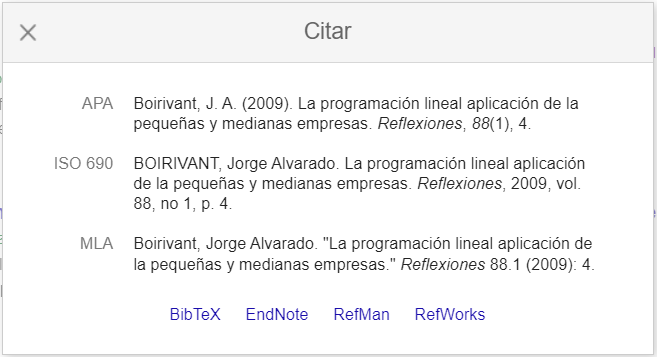 Citar
APA
Boirivant, J. A. (2009). La programación lineal aplicación de la
pequeñas y medianas empresas. Reflexiones, 88(1), 4.
ISO 690
BOIRIVANT, Jorge Alvarado. La programación lineal aplicación
de la pequeñas y medianas empresas. Reflexiones, 2009, vol.
88, no 1, p. 4.
MLA
Boirivant, Jorge Alvarado. "La programación lineal aplicación de
la pequeñas y medianas empresas." Reflexiones 88.1 (2009): 4.
BibTeX EndNote RefMan RefWorks